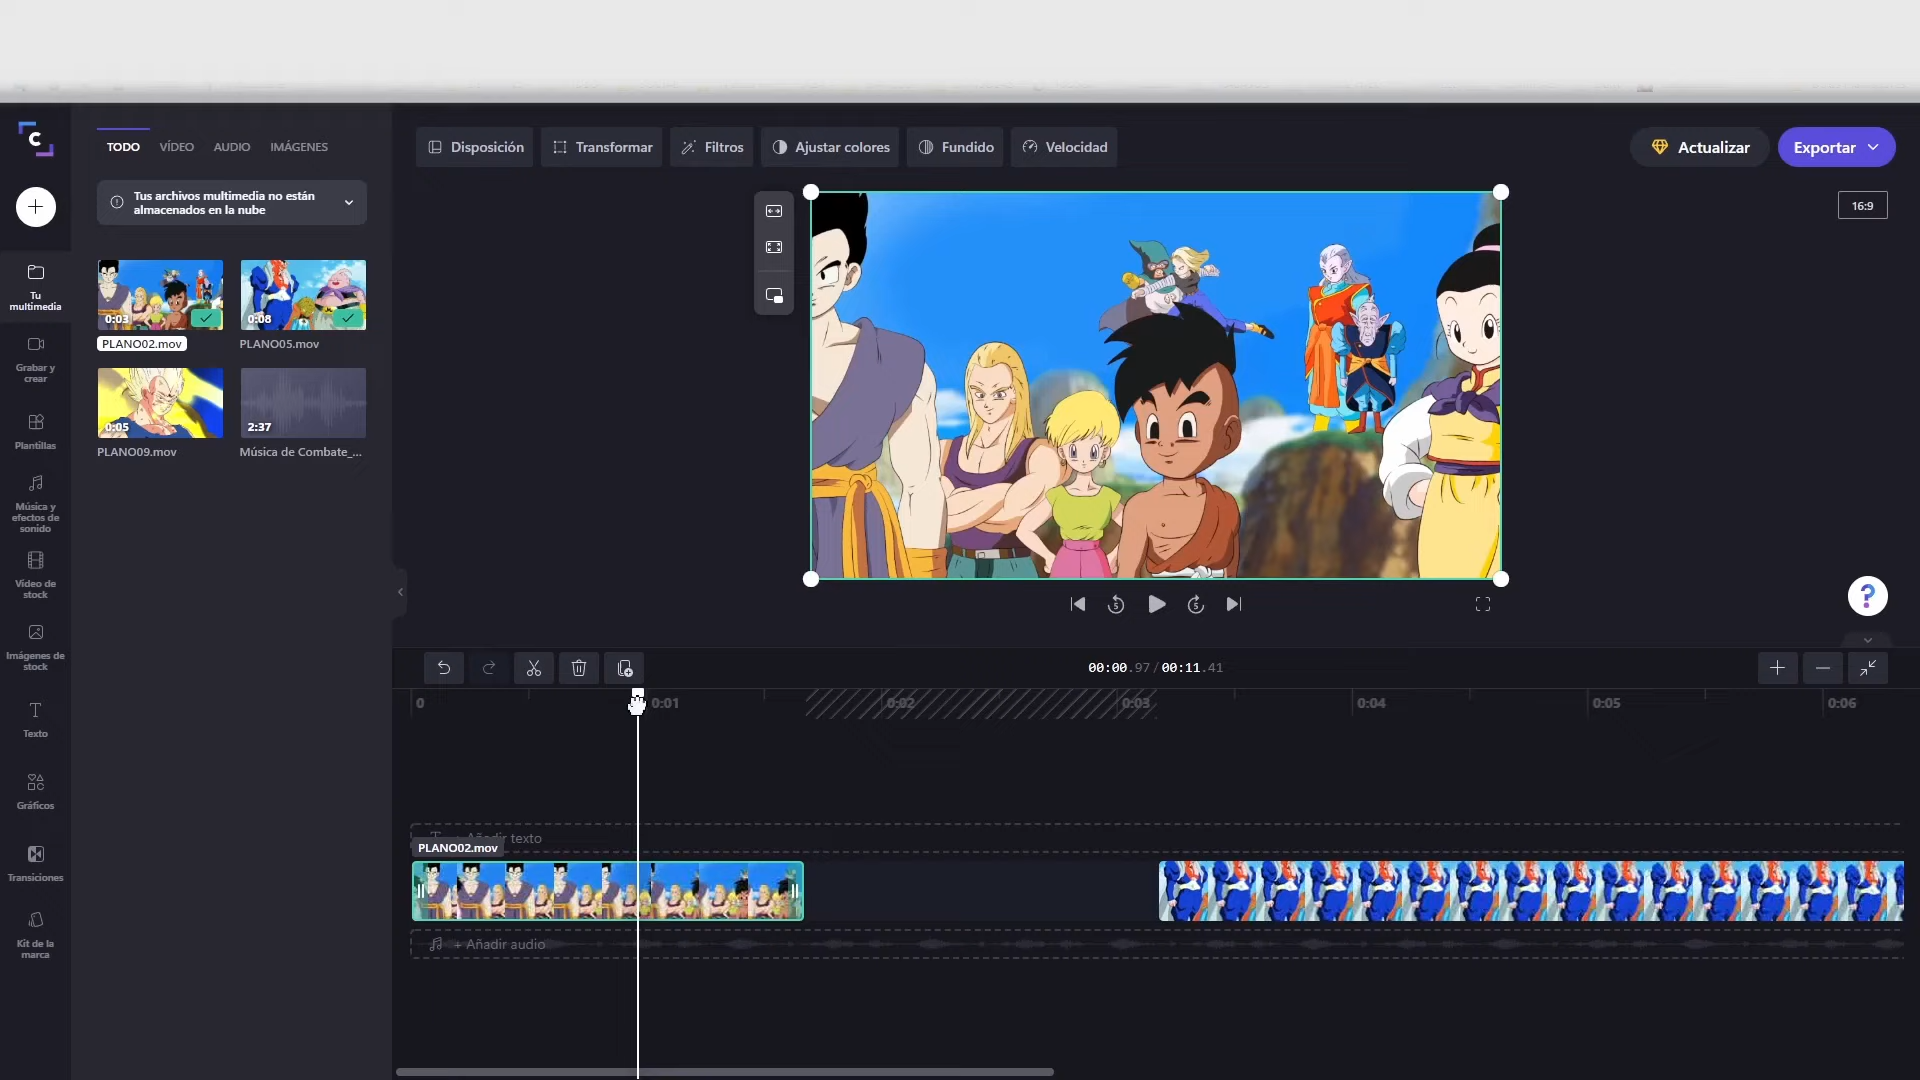 TODO VÍDEO AUDIO IMÁGENES
Disposición Transformar Filtros Ajustar colores Fundido Velocidad
Actualizar Exportar
Tus archivos multimedia no están
almacenados en la nube
16:9
Tu
multimedia
0:03
0:08
PLANO02.mov
PLANO05.mov
Grabar y
crear
0:05
2:37
PLANO09.mov
Música de Combate_...
Plantillas
Música y
efectos de
sonido
Vídeo de
stock
Imágenes de
stock
Texto
Gráficos
Transiciones
Kit de la
marca
5
5
?
00:00.97/00:11.41
0 0:01 0:02 0:03 0:04 0:05 0:06
+ Añadir texto
PLANO02.mov
+ Añadir audio